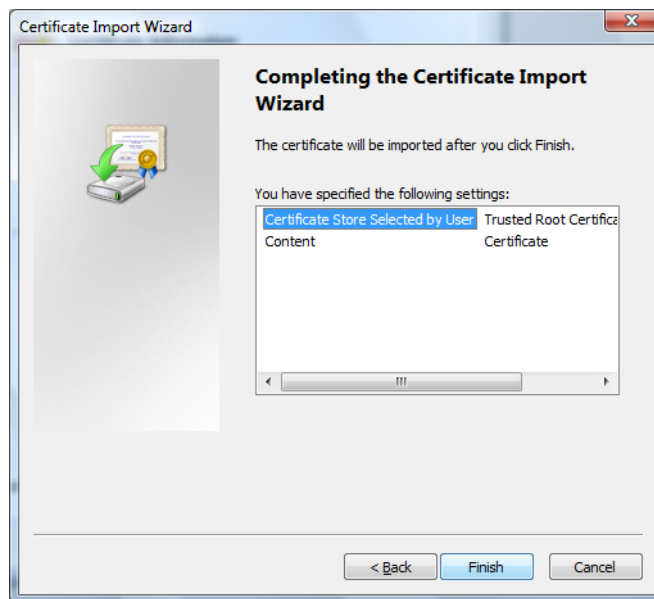 Certificate Import Wizard
Completing the Certificate Import
Wizard
The certificate will be imported after you click Finish.
You have specified the following settings:
Certificate Store Selected by User Trusted Root Certifica
Content Certificate
< Back Finish Cancel